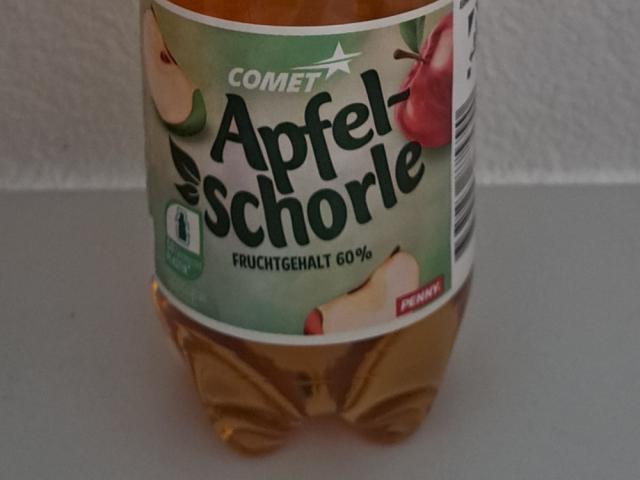 COMET
Apfel-
schorle
FRUCHTGEHALT 60%
PENNY.